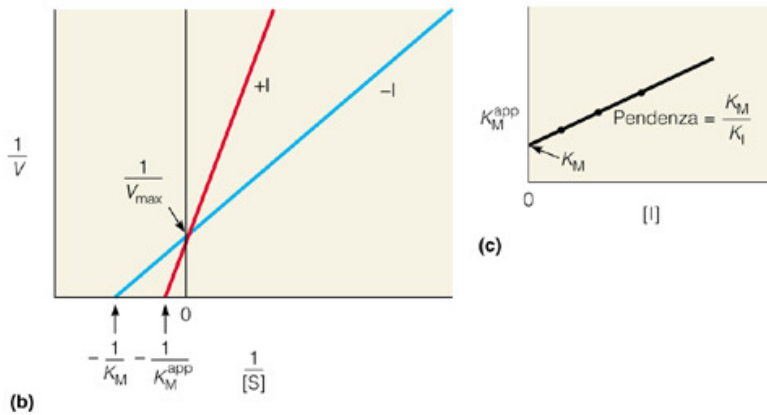 +I
–I
1
V
1
Vmax
0
– 1
KM
– 1
KMapp
1
[S]
(b)
KMapp
Pendenza = KM
KI
KM
0
[I]
(c)